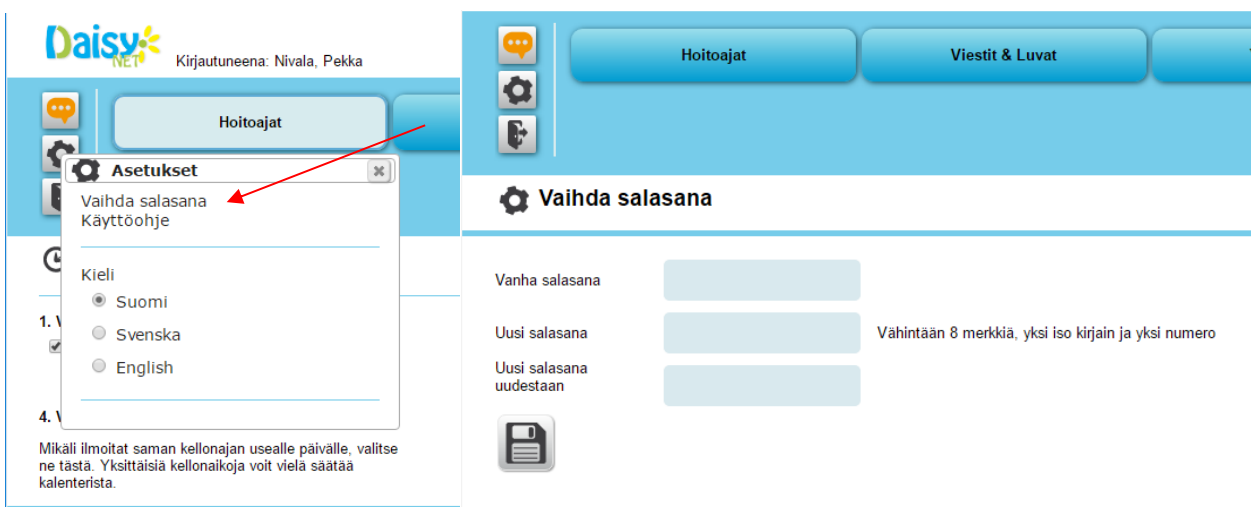 Daisy
NET
Kirjautuneena: Nivala, Pekka
Hoitoajat
Asetukset
Vaihda salasana
Käyttöohje
Kieli
Suomi
Svenska
English
1. V
4. V
Mikäli ilmoitat saman kellonajan usealle päivälle, valitse
ne tästä. Yksittäisiä kellonaikoja voit vielä säätää
kalenterista.
Hoitoajat
Viestit & Luvat
Vaihda salasana
Vanha salasana
Uusi salasana
Vähintään 8 merkkiä, yksi iso kirjain ja yksi numero
Uusi salasana
uudestaan